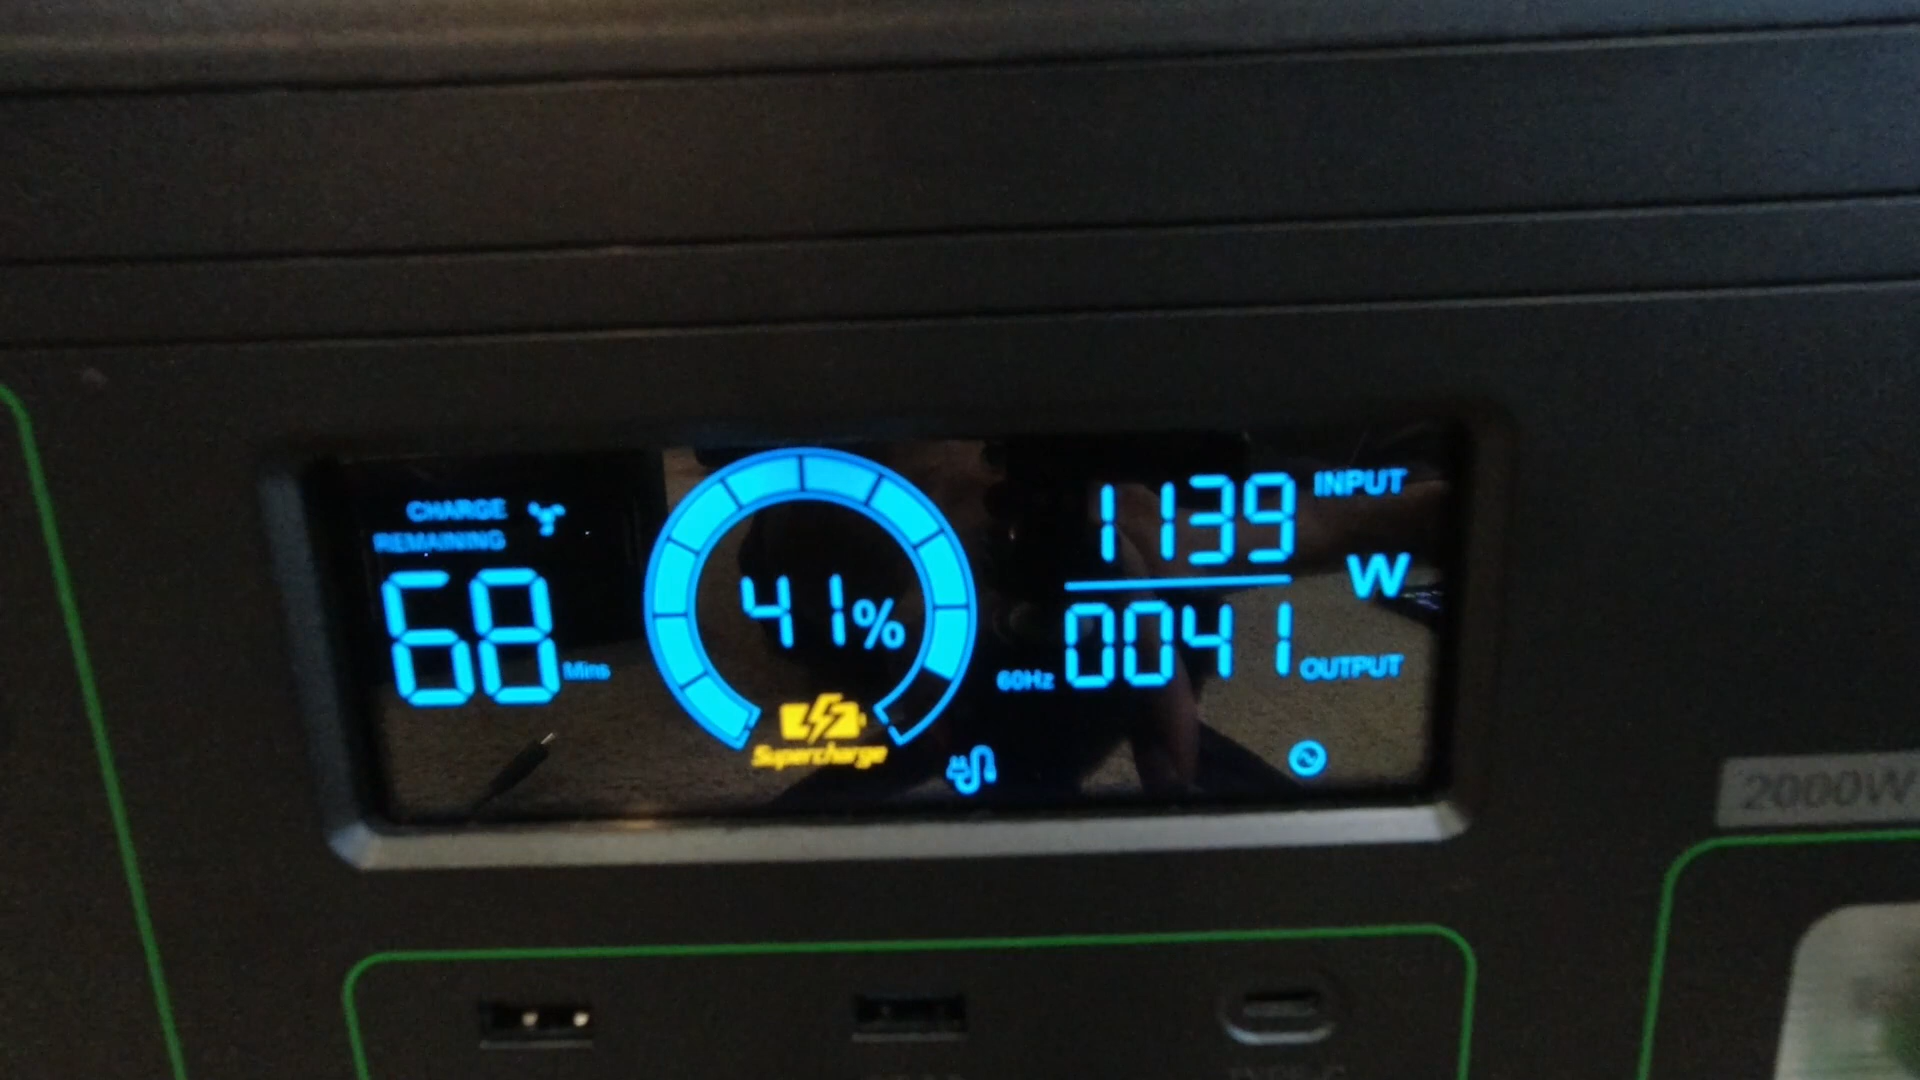 CHARGE
REMAINING
68 Mins
41%
Supercharge
1139 INPUT
W
60Hz 0041 OUTPUT
2000W